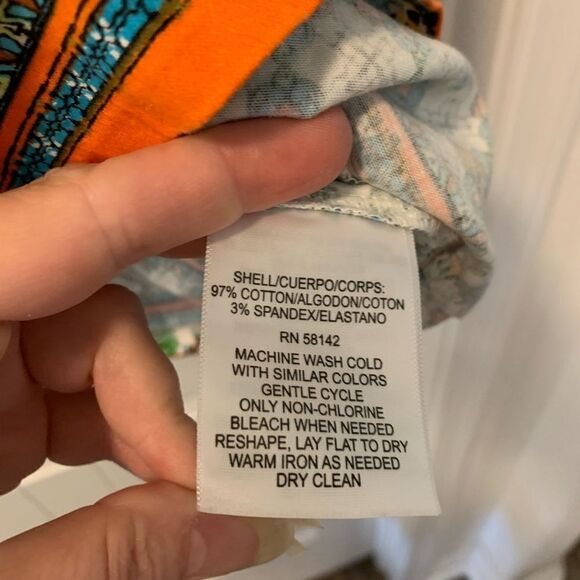 SHELL/CUERPO/CORPS:
97% COTTON/ALGODON/COTON
3% SPANDEX/ELASTANO
RN 58142
MACHINE WASH COLD
WITH SIMILAR COLORS
GENTLE CYCLE
ONLY NON-CHLORINE
BLEACH WHEN NEEDED
RESHAPE, LAY FLAT TO DRY
WARM IRON AS NEEDED
DRY CLEAN